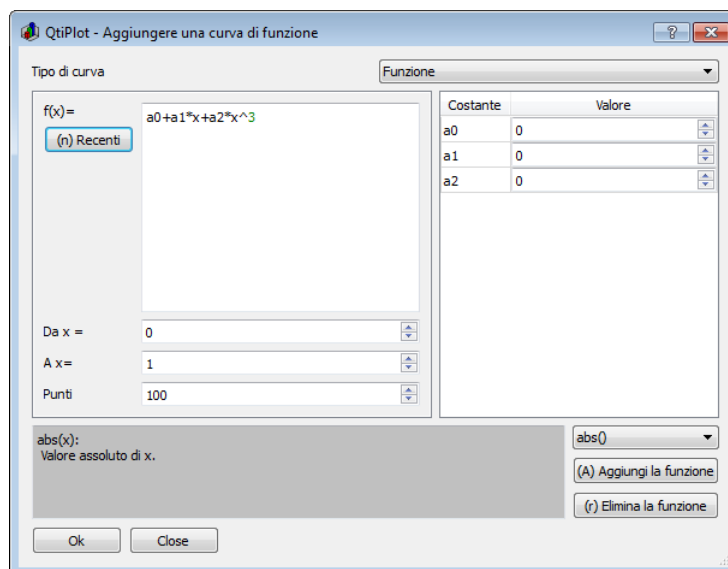 QtiPlot - Aggiungere una curva di funzione
Tipo di curva
Funzione
f(x)=
(n) Recenti
a0+a1*x+a2*x^3
Da x =
0
A x=
1
Punti
100
Costante Valore
a0 0
a1 0
a2 0
abs(x):
Valore assoluto di x.
abs()
(A) Aggiungi la funzione
(r) Elimina la funzione
Ok
Close